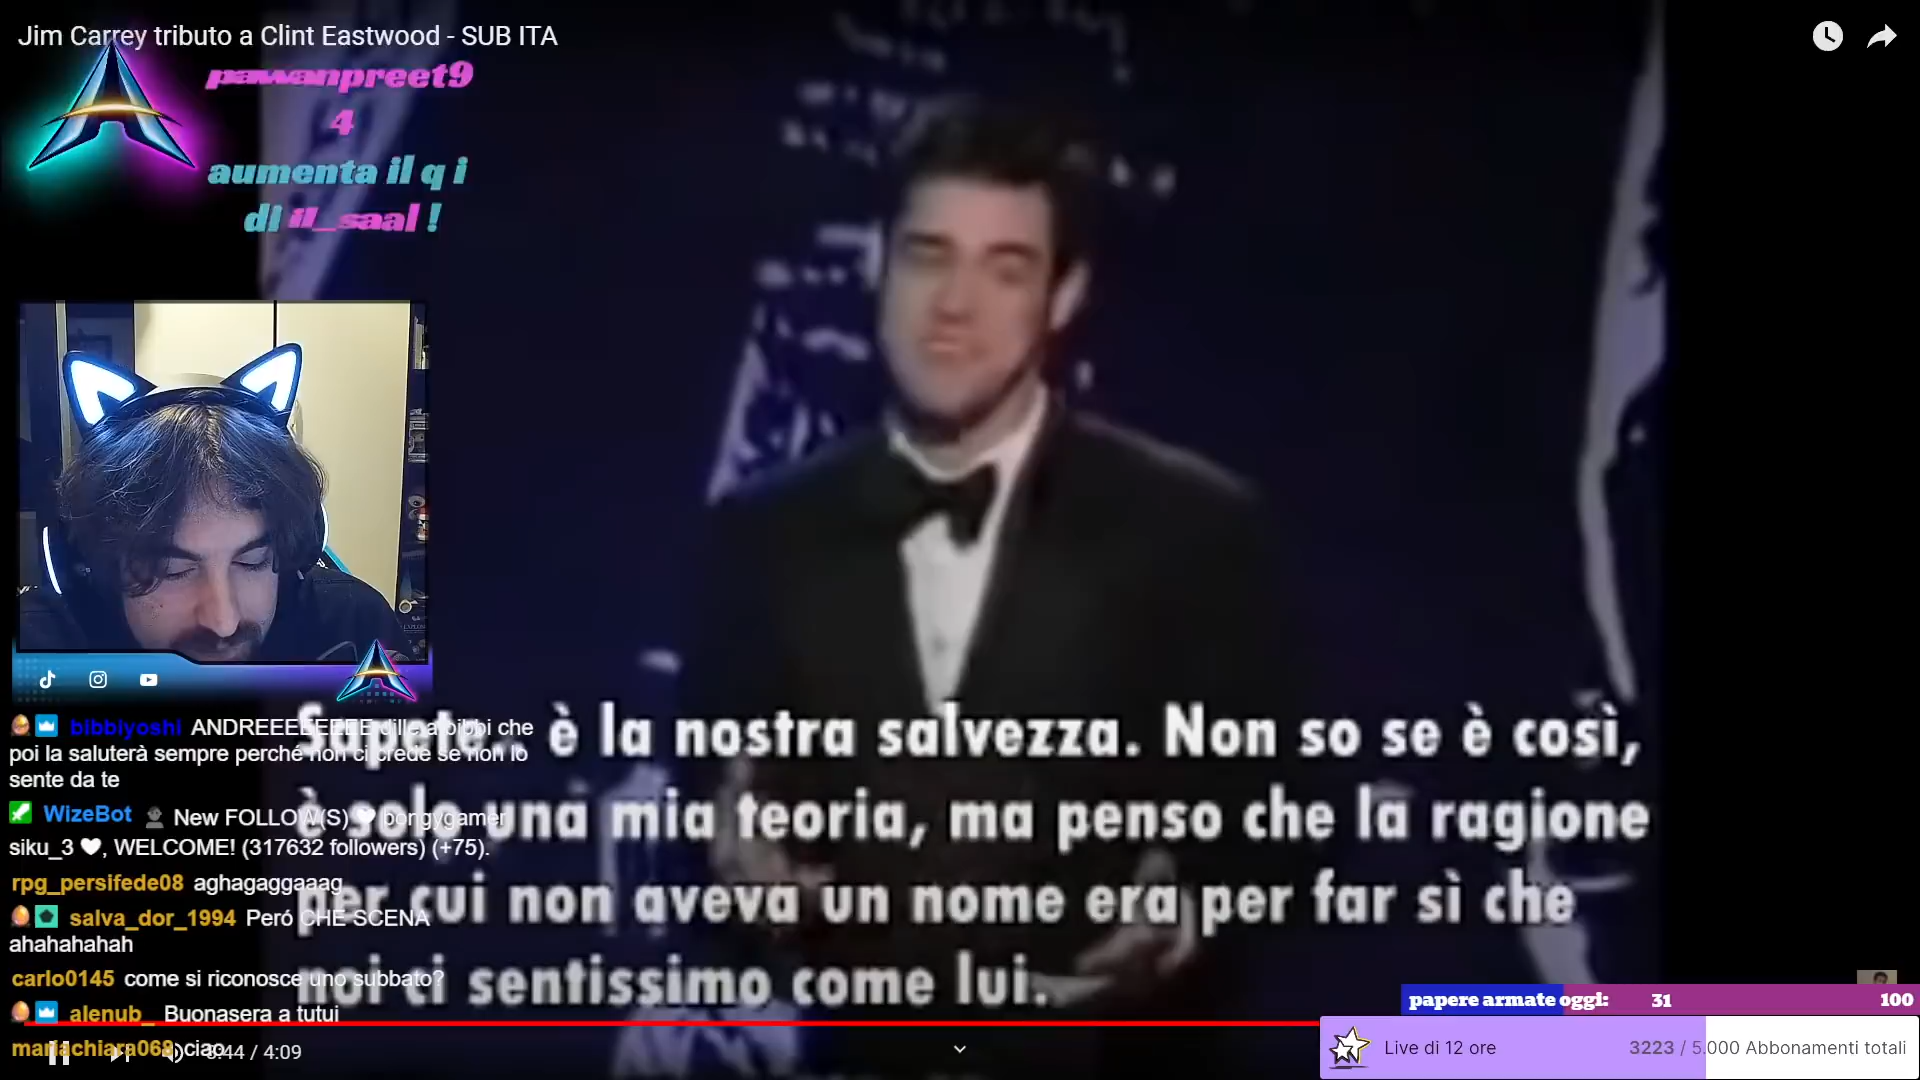 Jim Carrey tributo a Clint Eastwood - SUB ITA
pawanpreet9
4
aumenta il q i
di il_saal !
è la nostra salvezza. Non so se è così,
è solo una mia teoria, ma penso che la ragione
per cui non aveva un nome era per far sì che
noi ci sentissimo come lui.
bibbiyoshi ANDREEEEEEEE dille a bibbi che
poi la saluterà sempre perché non ci crede se non lo
sente da te
WizeBot New FOLLOW(S) bongygamer
siku_3, WELCOME! (317632 followers) (+75).
rpg_persifede08 aghagaggaaag
salva_dor_1994 Peró CHE SCENA
ahahahahah
carlo0145 come si riconosce uno subbato?
alenub_ Buonasera a tutui
mariachiara068 ciao
3:44 / 4:09
papere armate oggi: 31 100
Live di 12 ore 3223 / 5.000 Abbonamenti totali